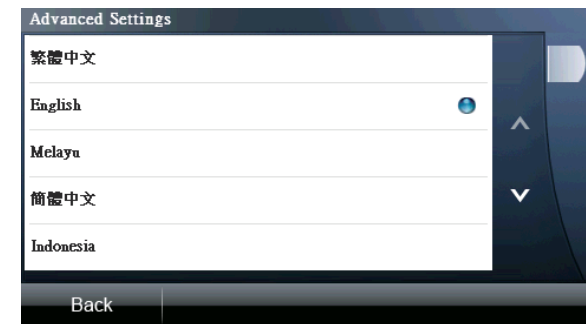 Advanced Settings
繁體中文
English
Melayu
簡體中文
Indonesia
Back